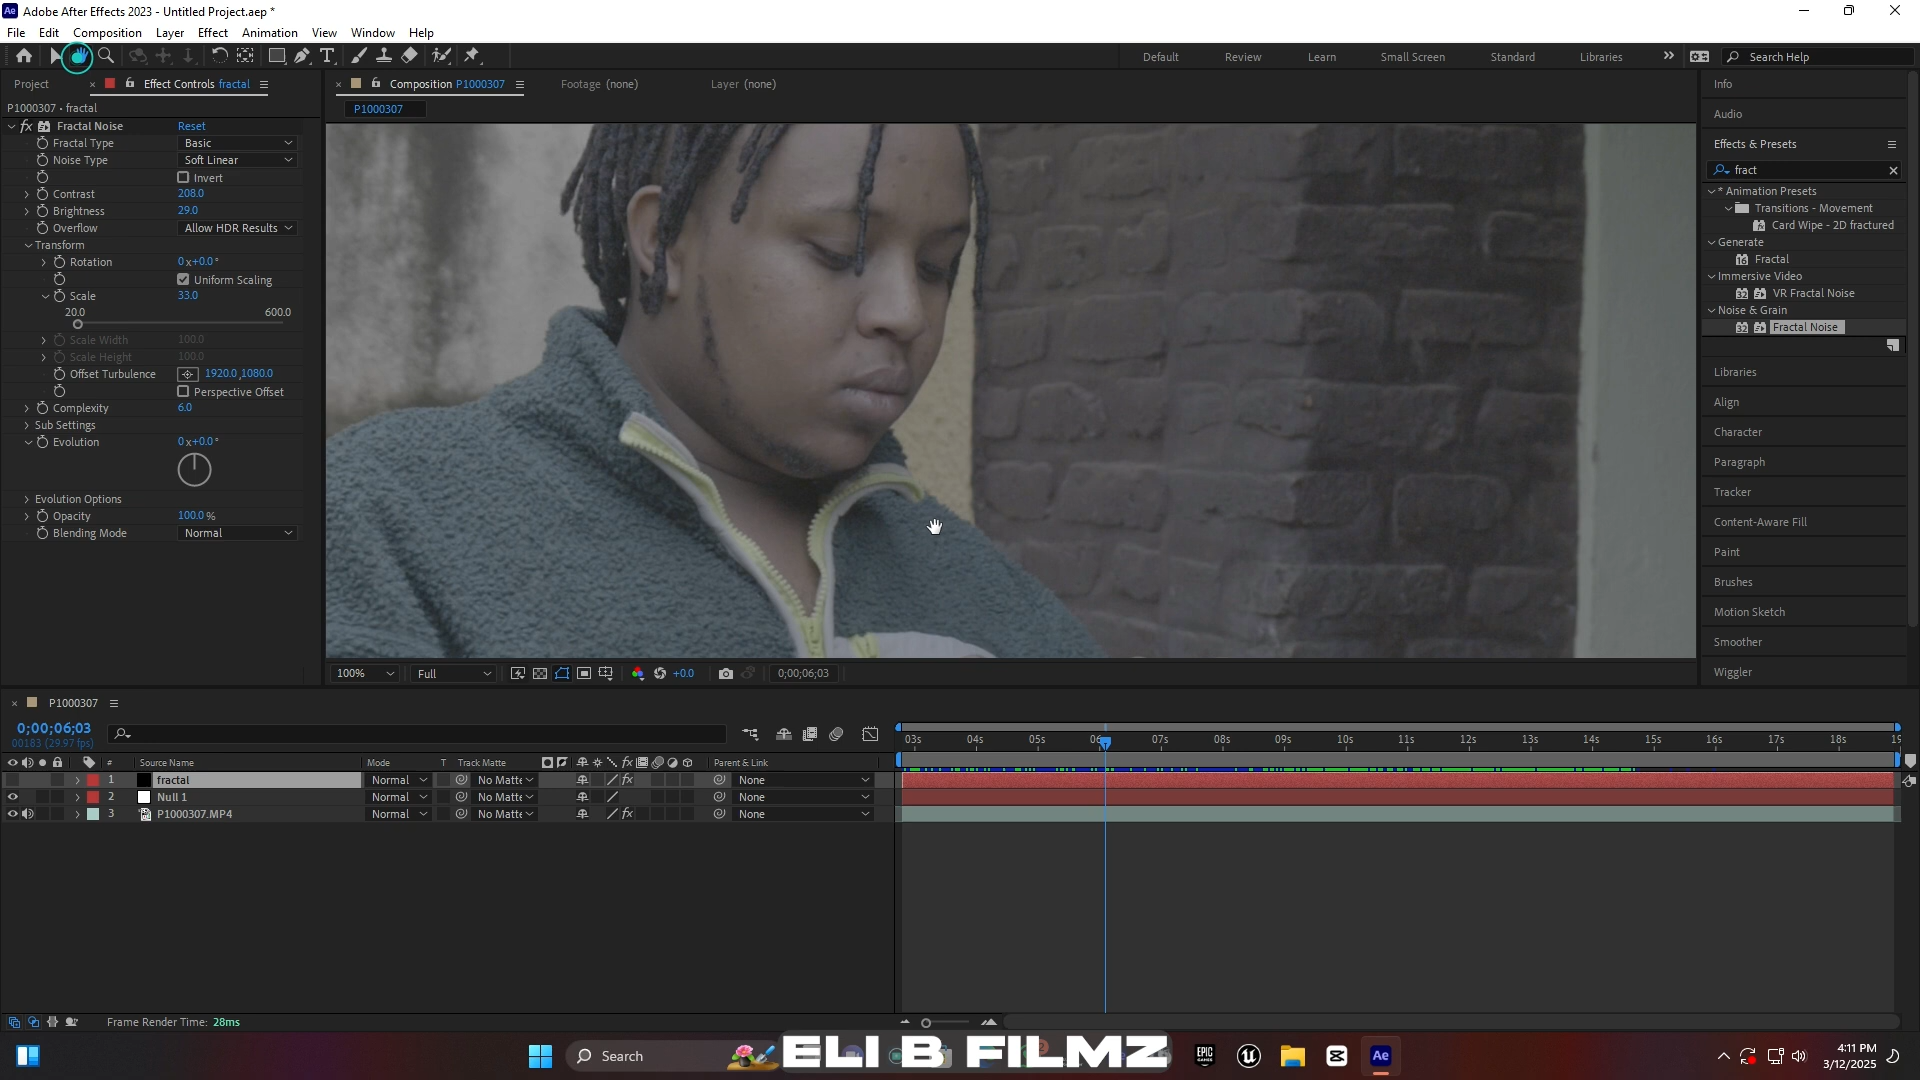 Adobe After Effects 2023 - Untitled Project.aep *
File Edit Composition Layer Effect Animation View Window Help
Default Review Learn Small Screen Standard Libraries Search Help
Project Effect Controls fractal
P1000307 • fractal
fx Fractal Noise Reset
Fractal Type Basic
Noise Type Soft Linear
Invert
Contrast 208.0
Brightness 29.0
Overflow Allow HDR Results
Transform
Rotation 0x+0.0°
Uniform Scaling
Scale 33.0
20.0 600.0
Scale Width 100.0
Scale Height 100.0
Offset Turbulence 1920.0,1080.0
Perspective Offset
Complexity 6.0
Sub Settings
Evolution 0x+0.0°
Evolution Options
Opacity 100.0 %
Blending Mode Normal
Composition P1000307 Footage (none) Layer (none)
P1000307
100% Full +0.0 0;00;06;03
Info
Audio
Effects & Presets
fract
* Animation Presets
Transitions - Movement
Card Wipe - 2D fractured
Generate
Fractal
Immersive Video
VR Fractal Noise
Noise & Grain
Fractal Noise
Libraries
Align
Character
Paragraph
Tracker
Content-Aware Fill
Paint
Brushes
Motion Sketch
Smoother
Wiggler
P1000307
0;00;06;03
00183 (29.97 fps)
03s 04s 05s 06 07s 08s 09s 10s 11s 12s 13s 14s 15s 16s 17s 18s 19
# Source Name Mode T Track Matte Parent & Link
1 fractal Normal No Matte None
2 Null 1 Normal No Matte None
3 P1000307.MP4 Normal No Matte None
Frame Render Time: 28ms
Search
ELI B FILMZ
EPIC GAMES
Ae
4:11 PM
3/12/2025